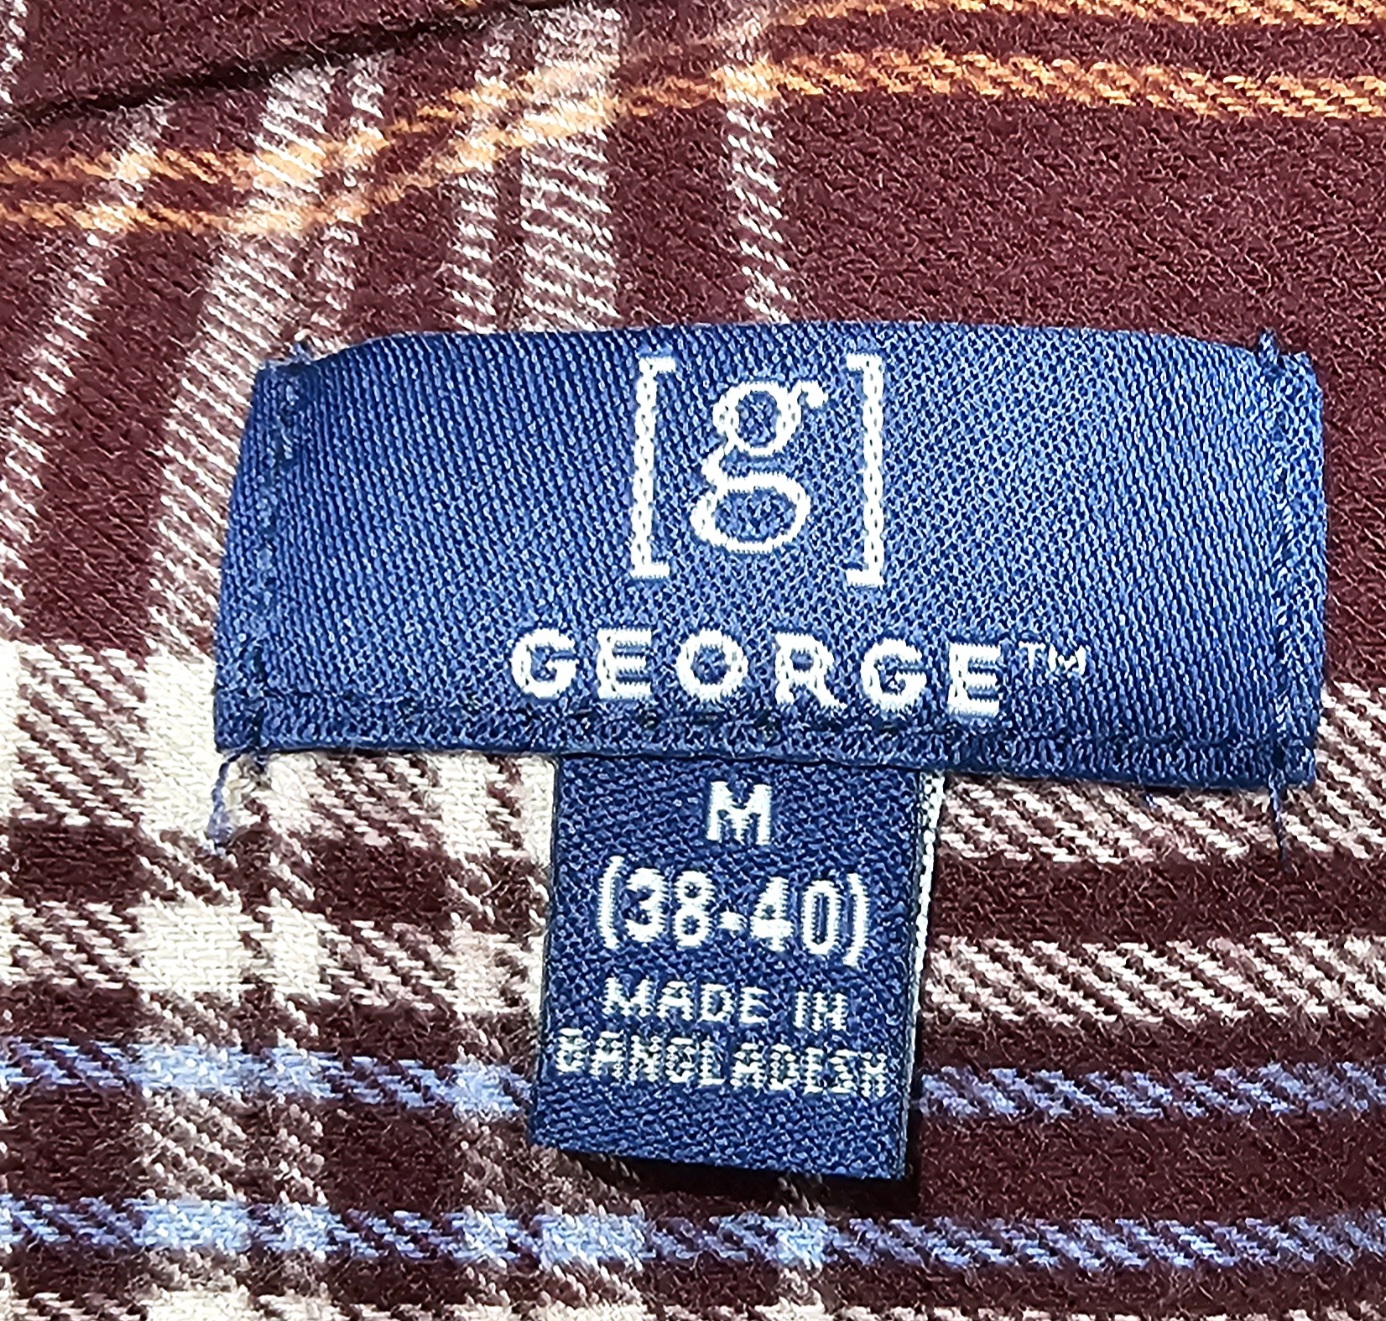 [g]
GEORGE™
M
(38-40)
MADE IN
BANGLADESH